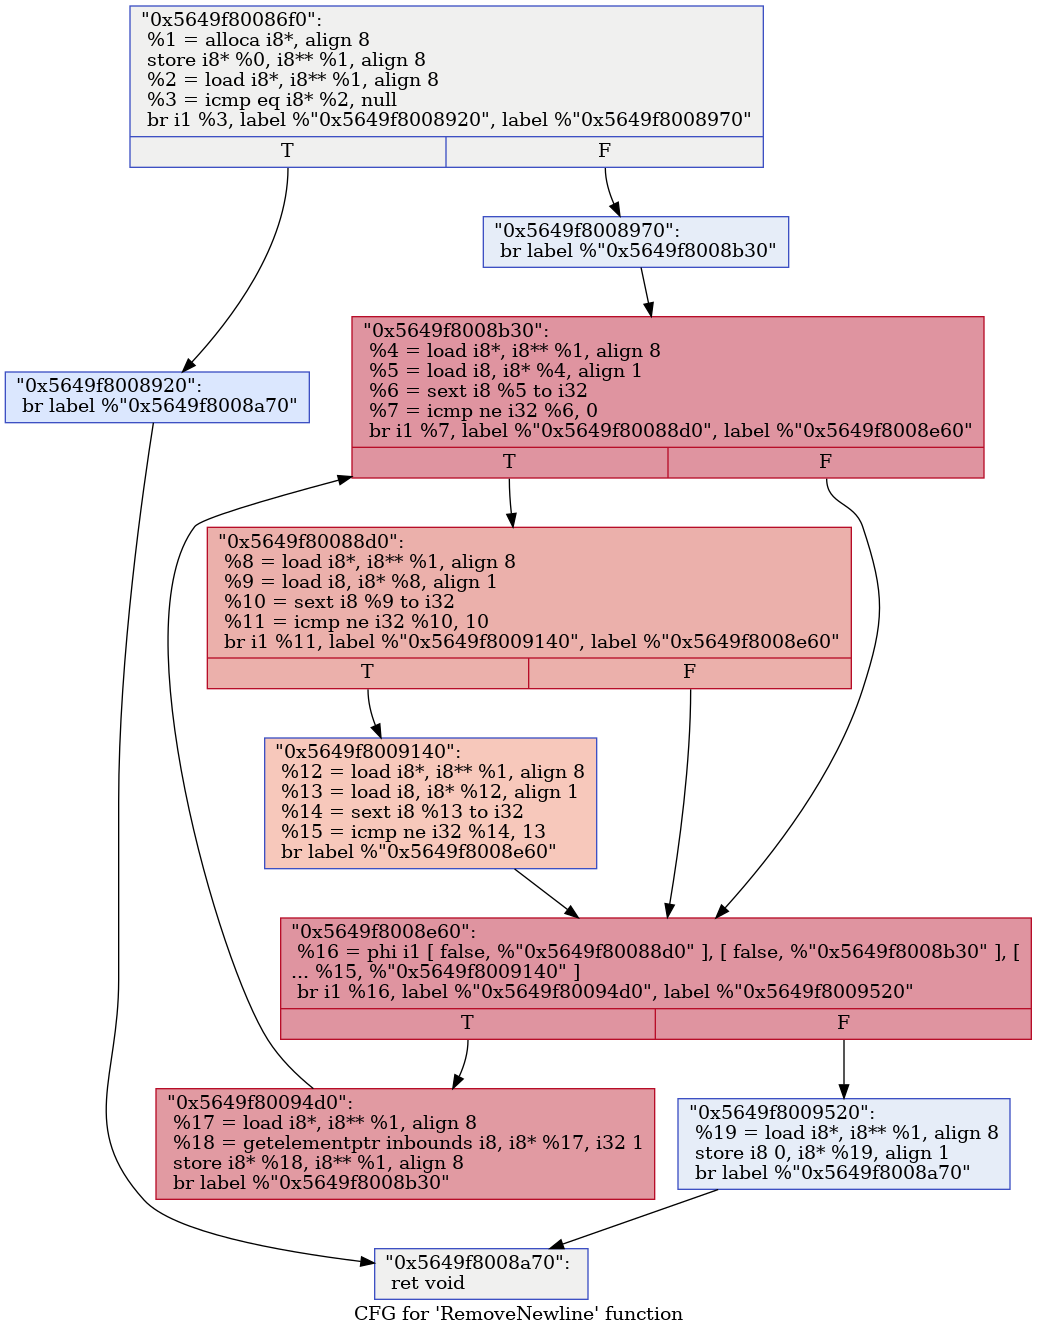 "0x5649f80086f0":
%1 = alloca i8*, align 8
store i8* %0, i8** %1, align 8
%2 = load i8*, i8** %1, align 8
%3 = icmp eq i8* %2, null
br i1 %3, label %"0x5649f8008920", label %"0x5649f8008970"
T
F
"0x5649f8008970":
br label %"0x5649f8008b30"
"0x5649f8008b30":
%4 = load i8*, i8** %1, align 8
%5 = load i8, i8* %4, align 1
%6 = sext i8 %5 to i32
%7 = icmp ne i32 %6, 0
br i1 %7, label %"0x5649f80088d0", label %"0x5649f8008e60"
T
F
"0x5649f8008920":
br label %"0x5649f8008a70"
"0x5649f80088d0":
%8 = load i8*, i8** %1, align 8
%9 = load i8, i8* %8, align 1
%10 = sext i8 %9 to i32
%11 = icmp ne i32 %10, 10
br i1 %11, label %"0x5649f8009140", label %"0x5649f8008e60"
T
F
"0x5649f8009140":
%12 = load i8*, i8** %1, align 8
%13 = load i8, i8* %12, align 1
%14 = sext i8 %13 to i32
%15 = icmp ne i32 %14, 13
br label %"0x5649f8008e60"
"0x5649f8008e60":
%16 = phi i1 [ false, %"0x5649f80088d0" ], [ false, %"0x5649f8008b30" ], [
... %15, %"0x5649f8009140" ]
br i1 %16, label %"0x5649f80094d0", label %"0x5649f8009520"
T
F
"0x5649f80094d0":
%17 = load i8*, i8** %1, align 8
%18 = getelementptr inbounds i8, i8* %17, i32 1
store i8* %18, i8** %1, align 8
br label %"0x5649f8008b30"
"0x5649f8009520":
%19 = load i8*, i8** %1, align 8
store i8 0, i8* %19, align 1
br label %"0x5649f8008a70"
"0x5649f8008a70":
ret void
CFG for 'RemoveNewline' function